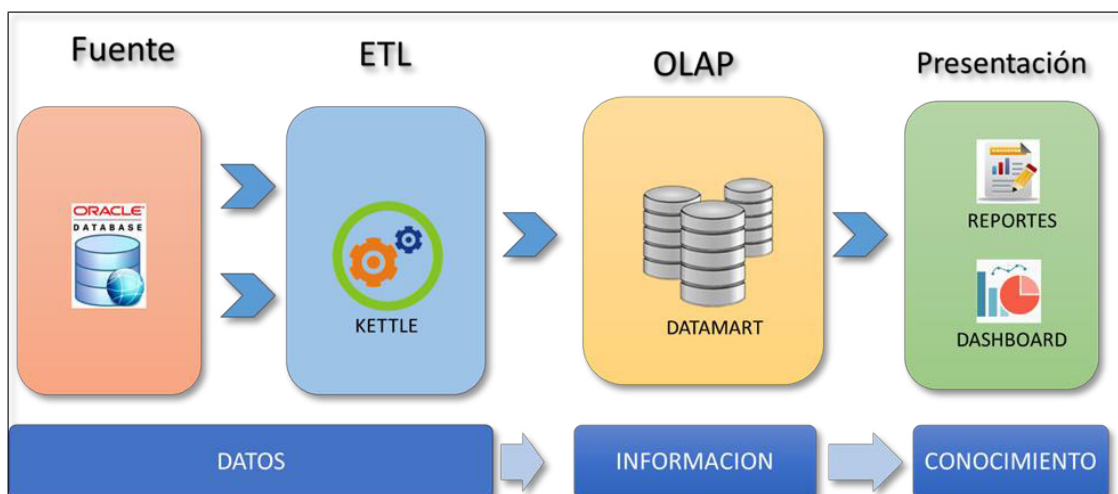 Fuente
ETL
OLAP
Presentación
ORACLE
DATABASE
KETTLE
DATAMART
REPORTES
DASHBOARD
DATOS
INFORMACION
CONOCIMIENTO